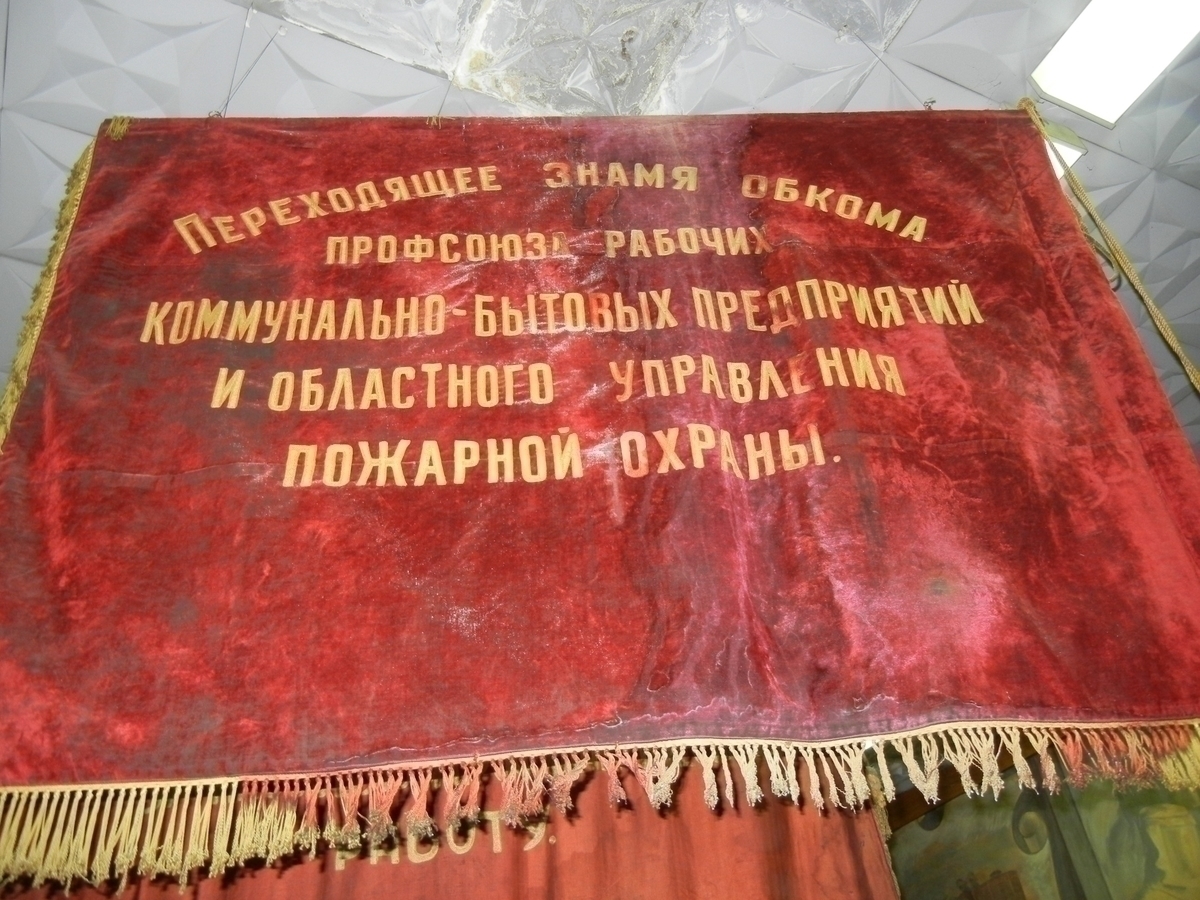 Переходящее знамя обкома
профсоюза рабочих
коммунально-бытовых предприятий
и областного управления
пожарной охраны.
работу.